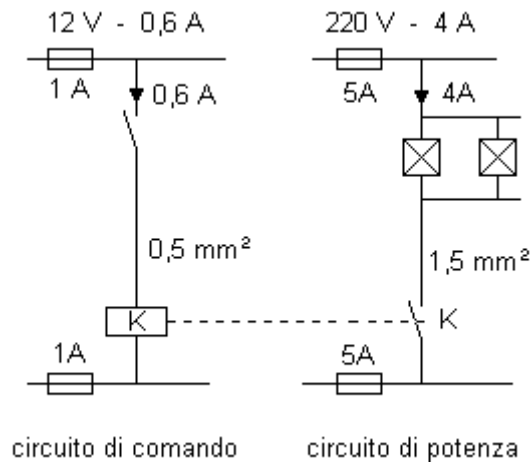 12 V - 0,6 A
220 V - 4 A
1 A
0,6 A
5A
4A
0,5 mm²
1,5 mm²
K
K
1A
5A
circuito di comando
circuito di potenza